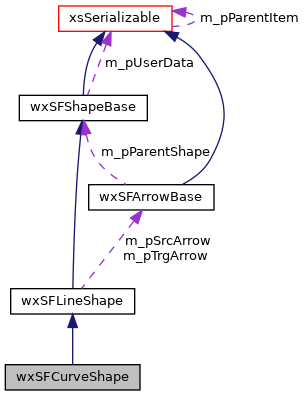 xsSerializable
m_pParentItem
m_pUserData
wxSFShapeBase
m_pParentShape
wxSFArrowBase
m_pSrcArrow
m_pTrgArrow
wxSFLineShape
wxSFCurveShape